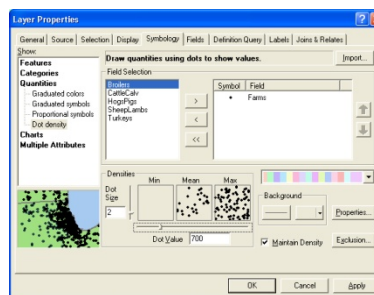 Layer Properties
General Source Selection Display Symbology Fields Definition Query Labels Joins & Relates
Show:
Features
Categories
Quantities
Graduated colors
Graduated symbols
Proportional symbols
Dot density
Charts
Multiple Attributes
Draw quantities using dots to show values.
Import...
Field Selection
Broilers
CattleCalv
HogsPigs
SheepLambs
Turkeys
>
<
<<
Symbol Field
Farms
Densities
Dot Size
2
Min Mean Max
Dot Value 700
Background
Properties...
Maintain Density
Exclusion...
OK Cancel Apply